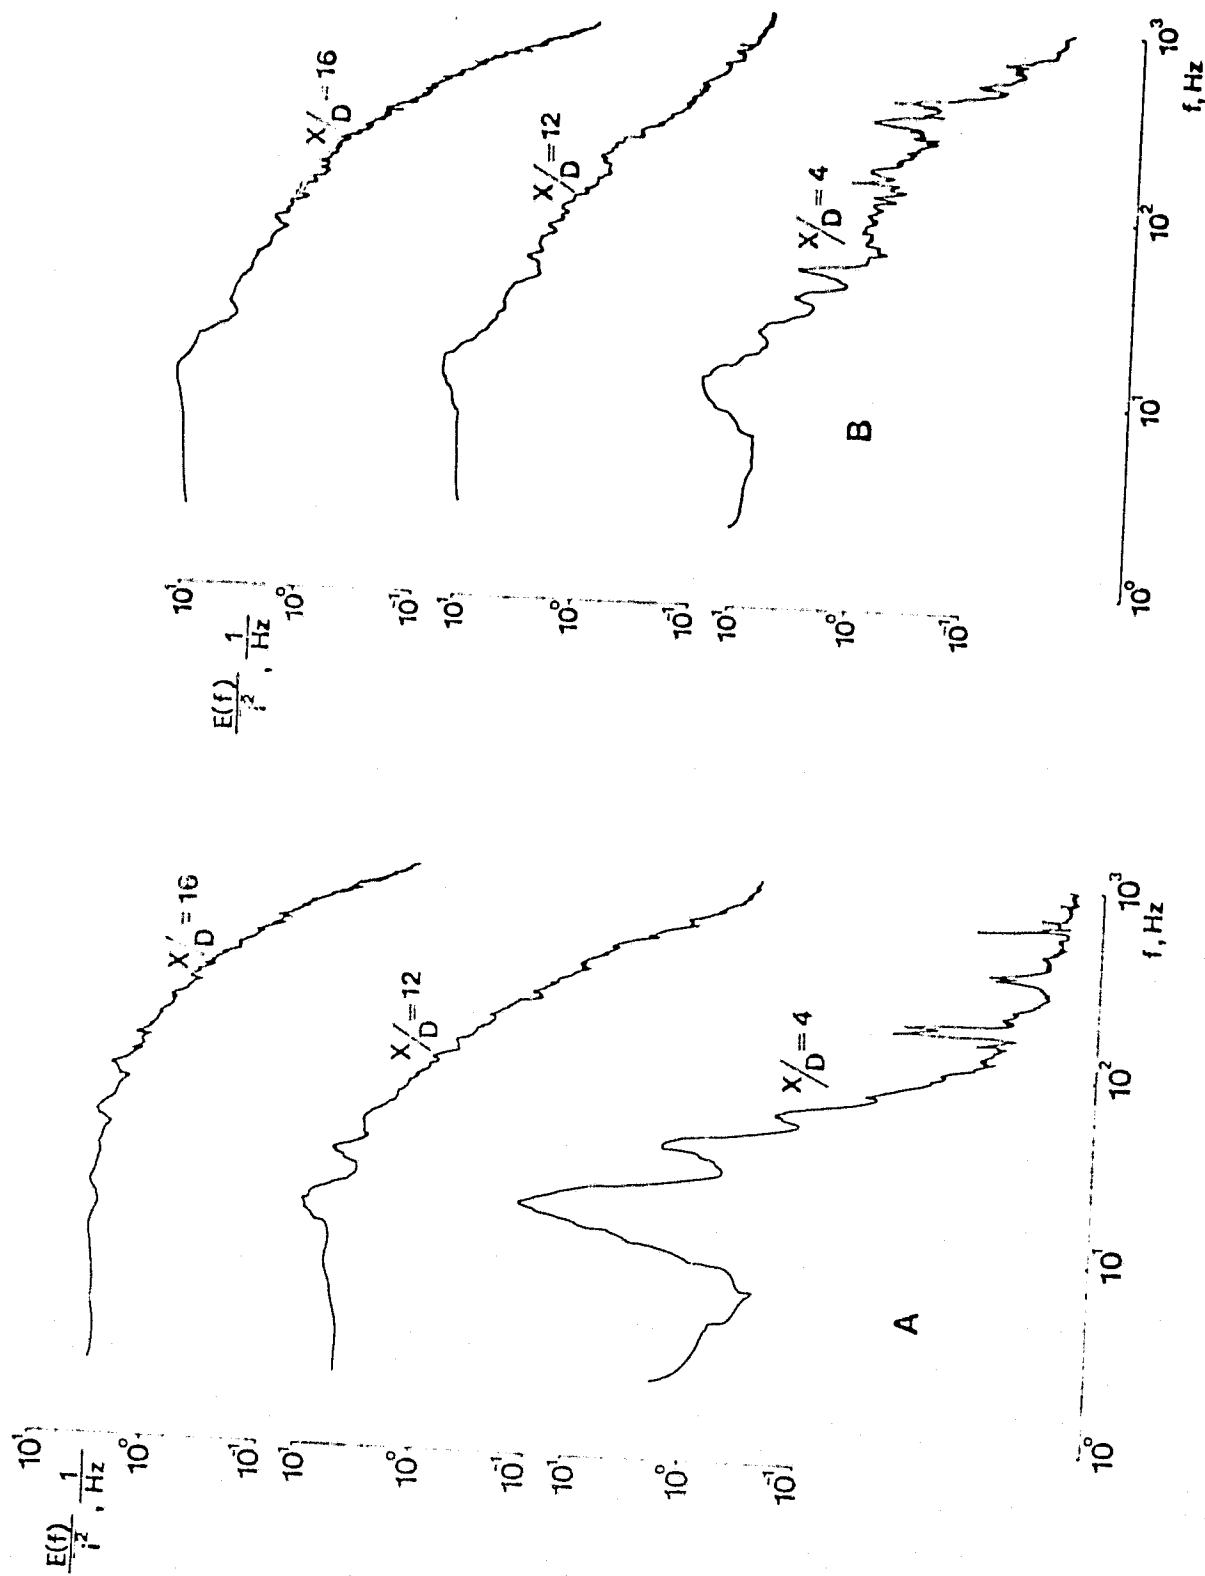 E(f)/i², 1/Hz
10¹
10⁰
10⁻¹
10¹
10⁰
10⁻¹
10¹
10⁰
10⁻¹
X/D = 16
X/D = 12
X/D = 4
A
10⁰
10¹
10²
10³
f, Hz
E(f)/i², 1/Hz
10¹
10⁰
10⁻¹
10¹
10⁰
10⁻¹
10¹
10⁰
10⁻¹
X/D = 16
X/D = 12
X/D = 4
B
10⁰
10¹
10²
10³
f, Hz